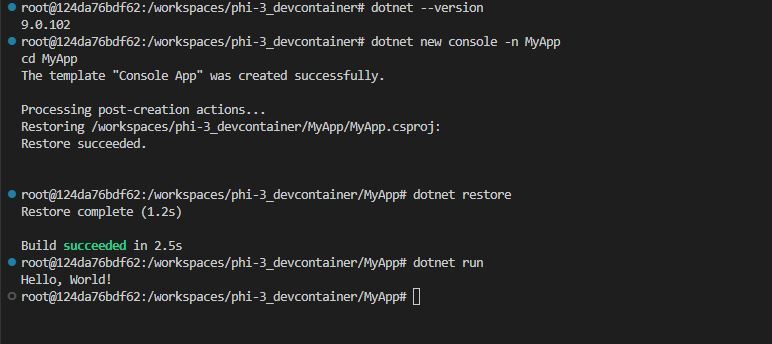 root@124da76bdf62:/workspaces/phi-3_devcontainer# dotnet --version
9.0.102
root@124da76bdf62:/workspaces/phi-3_devcontainer# dotnet new console -n MyApp
cd MyApp
The template "Console App" was created successfully.
Processing post-creation actions...
Restoring /workspaces/phi-3_devcontainer/MyApp/MyApp.csproj:
Restore succeeded.
root@124da76bdf62:/workspaces/phi-3_devcontainer/MyApp# dotnet restore
Restore complete (1.2s)
Build succeeded in 2.5s
root@124da76bdf62:/workspaces/phi-3_devcontainer/MyApp# dotnet run
Hello, World!
root@124da76bdf62:/workspaces/phi-3_devcontainer/MyApp#